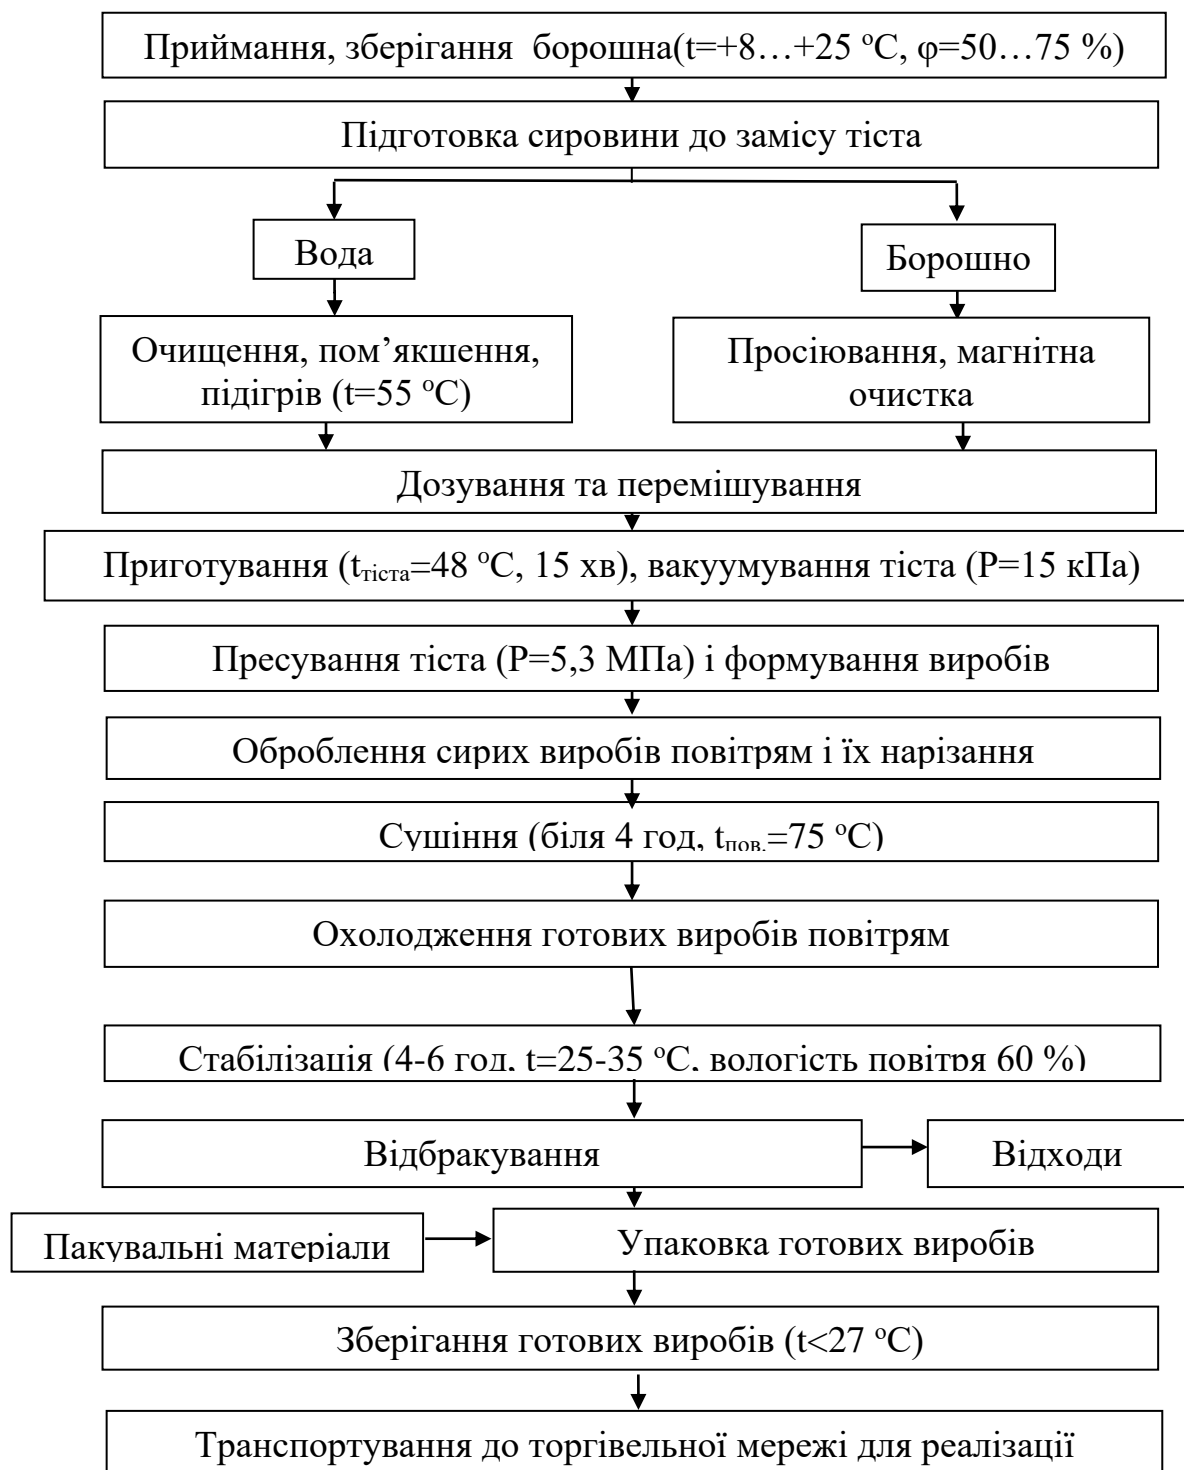 Приймання, зберігання борошна(t=+8…+25 ºС, φ=50…75 %)
Підготовка сировини до замісу тіста
Вода
Борошно
Очищення, пом’якшення,
підігрів (t=55 ºС)
Просіювання, магнітна
очистка
Дозування та перемішування
Приготування (tтіста=48 ºС, 15 хв), вакуумування тіста (Р=15 кПа)
Пресування тіста (Р=5,3 МПа) і формування виробів
Оброблення сирих виробів повітрям і їх нарізання
Сушіння (біля 4 год, tпов.=75 ºС)
Охолодження готових виробів повітрям
Стабілізація (4-6 год, t=25-35 ºС, вологість повітря 60 %)
Відбракування
Відходи
Пакувальні матеріали
Упаковка готових виробів
Зберігання готових виробів (t<27 ºС)
Транспортування до торгівельної мережі для реалізації